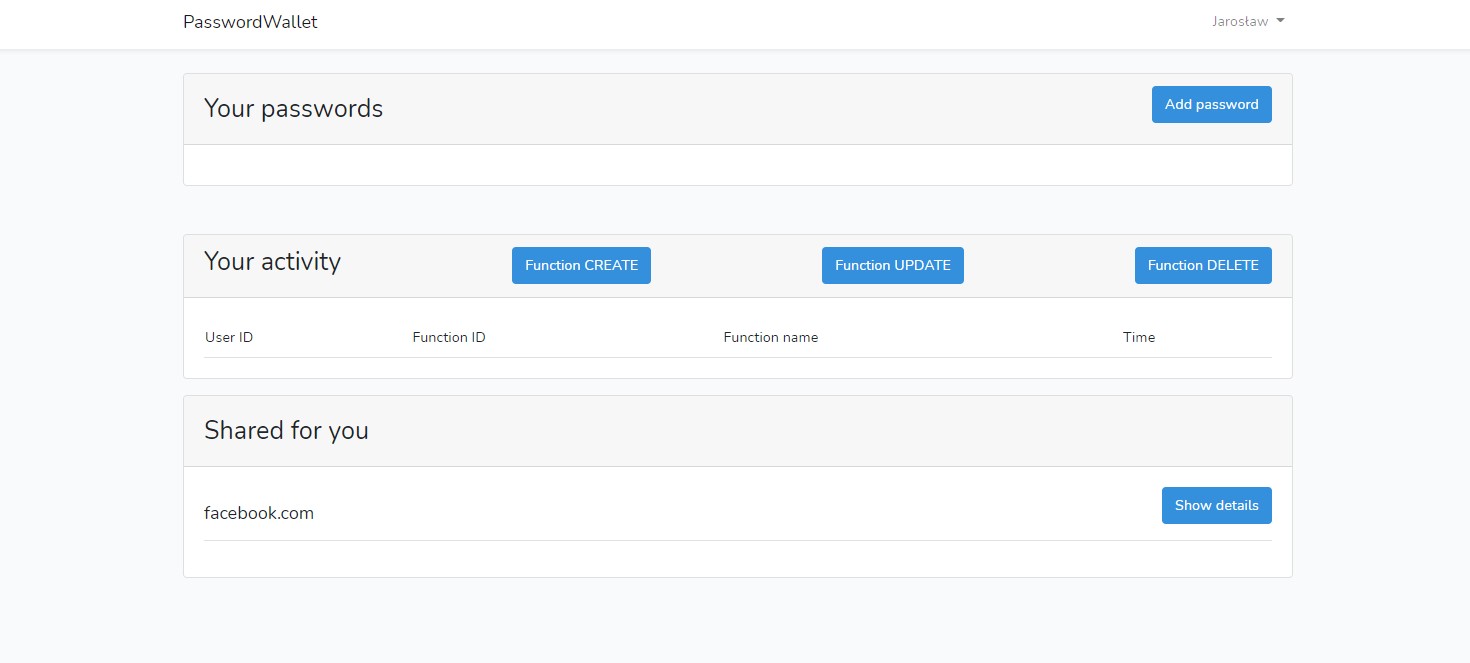 PasswordWallet Jarosław
Your passwords Add password
Your activity Function CREATE Function UPDATE Function DELETE
User ID Function ID Function name Time
Shared for you
facebook.com Show details